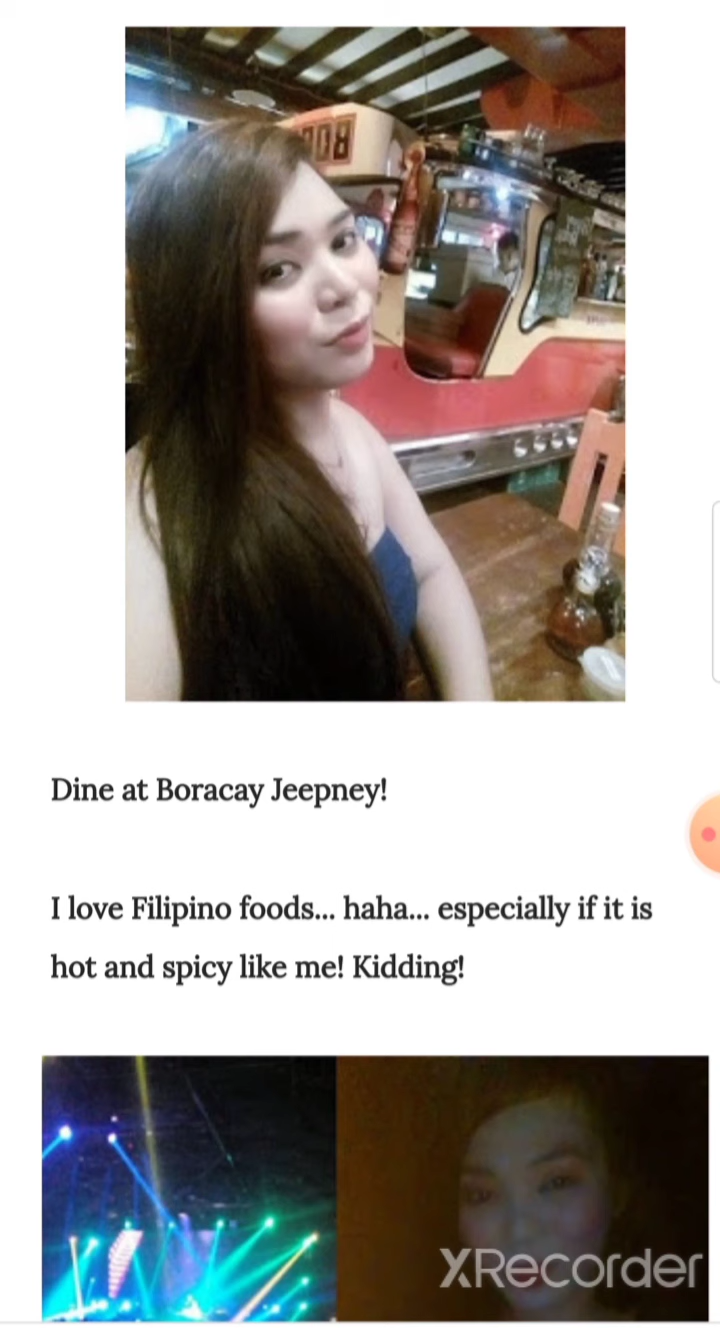 Dine at Boracay Jeepney!
I love Filipino foods... haha... especially if it is
hot and spicy like me! Kidding!
XRecorder